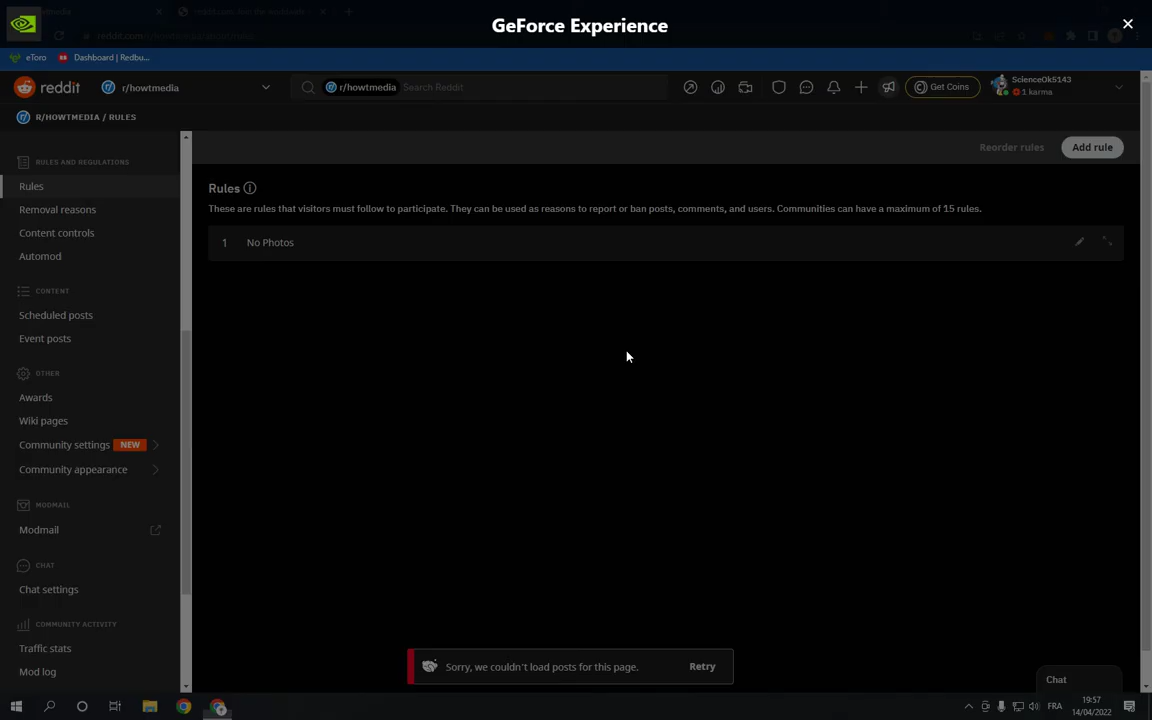 GeForce Experience
eToro
Dashboard | Redbu...
reddit
r/howtmedia
r/howtmedia
Search Reddit
Get Coins
ScienceOk5143
1 karma
R/HOWTMEDIA / RULES
RULES AND REGULATIONS
Rules
Removal reasons
Content controls
Automod
CONTENT
Scheduled posts
Event posts
OTHER
Awards
Wiki pages
Community settings NEW
Community appearance
MODMAIL
Modmail
CHAT
Chat settings
COMMUNITY ACTIVITY
Traffic stats
Mod log
Reorder rules
Add rule
Rules
These are rules that visitors must follow to participate. They can be used as reasons to report or ban posts, comments, and users. Communities can have a maximum of 15 rules.
1 No Photos
Sorry, we couldn't load posts for this page.
Retry
Chat
FRA
19:57
14/04/2022